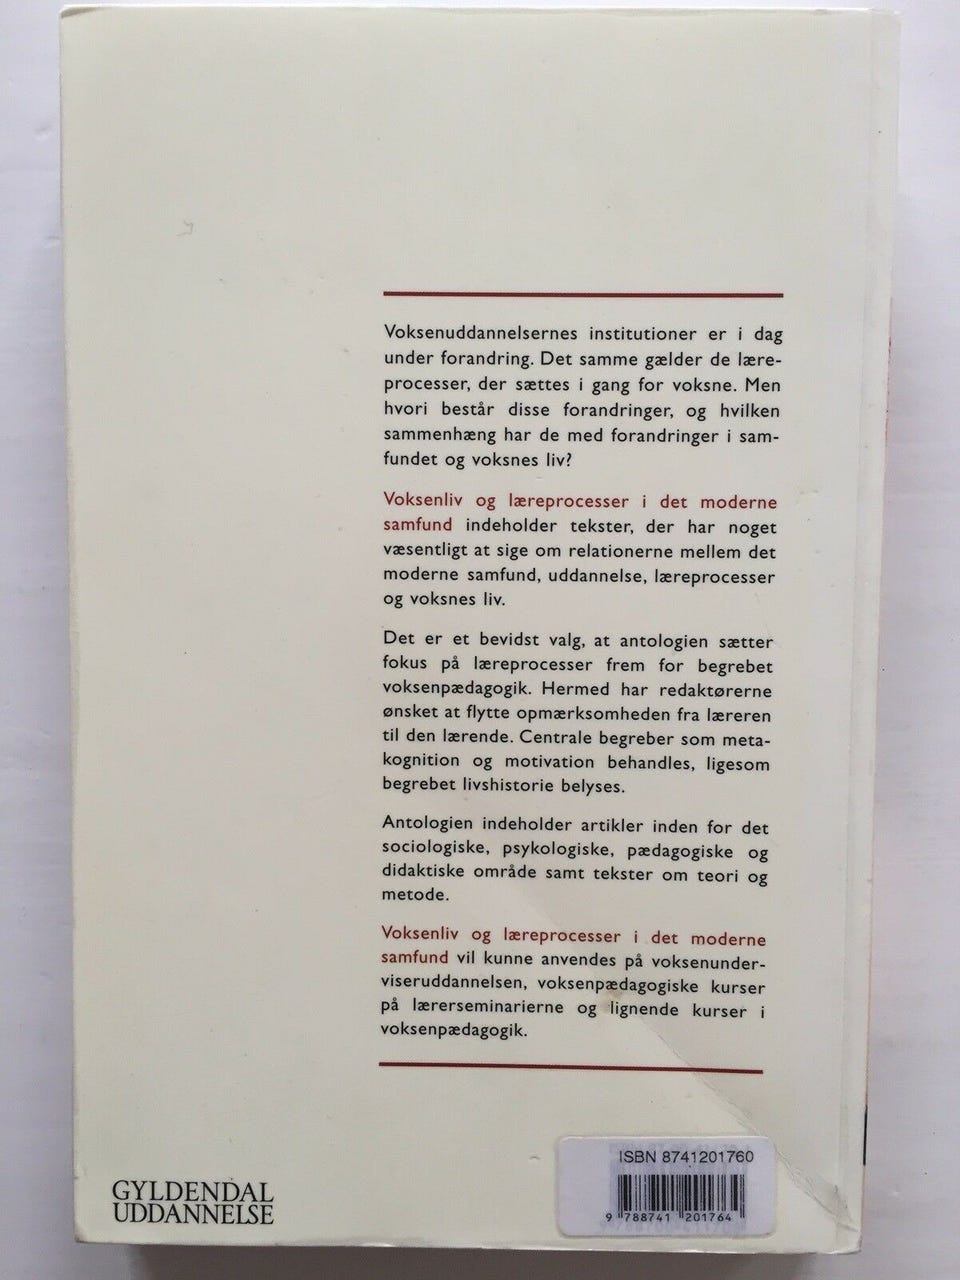 Voksenuddannelsernes institutioner er i dag
under forandring. Det samme gælder de lære-
processer, der sættes i gang for voksne. Men
hvori består disse forandringer, og hvilken
sammenhæng har de med forandringer i sam-
fundet og voksnes liv?
Voksenliv og læreprocesser i det moderne
samfund indeholder tekster, der har noget
væsentligt at sige om relationerne mellem det
moderne samfund, uddannelse, læreprocesser
og voksnes liv.
Det er et bevidst valg, at antologien sætter
fokus på læreprocesser frem for begrebet
voksenpædagogik. Hermed har redaktørerne
ønsket at flytte opmærksomheden fra læreren
til den lærende. Centrale begreber som meta-
kognition og motivation behandles, ligesom
begrebet livshistorie belyses.
Antologien indeholder artikler inden for det
sociologiske, psykologiske, pædagogiske og
didaktiske område samt tekster om teori og
metode.
Voksenliv og læreprocesser i det moderne
samfund vil kunne anvendes på voksenunder-
viseruddannelsen, voksenpædagogiske kurser
på lærerseminarierne og lignende kurser i
voksenpædagogik.
ISBN 8741201760
9 788741 201764
GYLDENDAL
UDDANNELSE